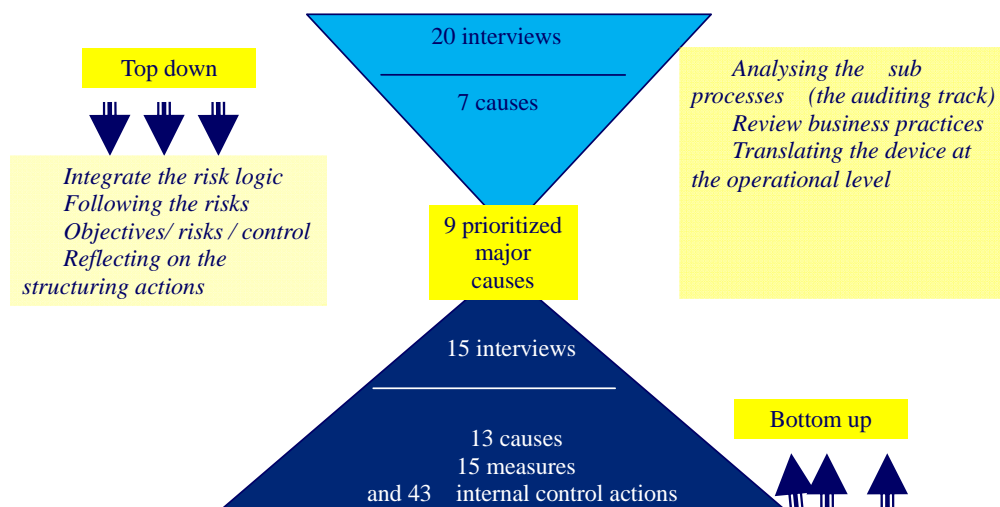 20 interviews
7 causes
Top down
Integrate the risk logic
Following the risks
Objectives/ risks / control
Reflecting on the
structuring actions
Analysing the sub
processes (the auditing track)
Review business practices
Translating the device at
the operational level
9 prioritized
major
causes
15 interviews
13 causes
15 measures
and 43 internal control actions
Bottom up